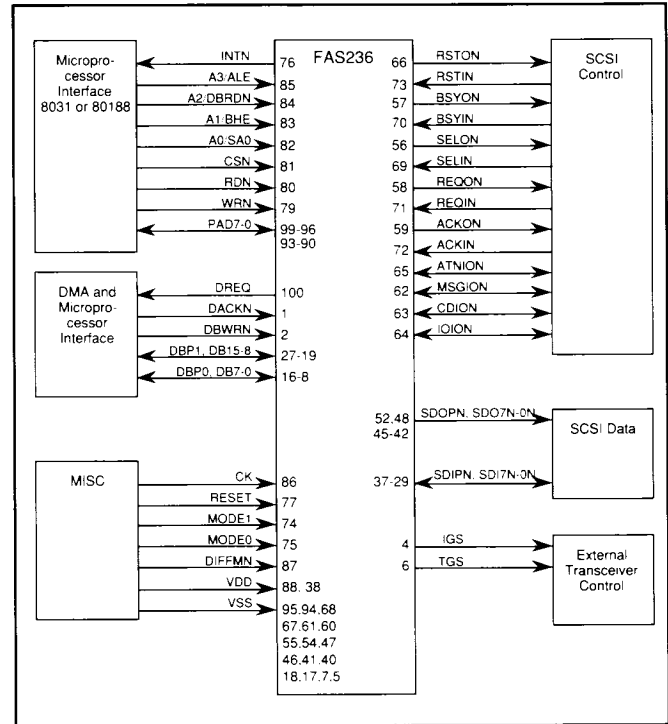 FAS236
Micropro-
cessor
Interface
8031 or 80188
INTN 76
A3/ALE 85
A2/DBRDN 84
A1/BHE 83
A0/SA0 82
CSN 81
RDN 80
WRN 79
PAD7-0 99-96
93-90
DMA and
Micropro-
cessor
Interface
DREQ 100
DACKN 1
DBWRN 2
DBP1, DB15-8 27-19
DBP0, DB7-0 16-8
MISC
CK 86
RESET 77
MODE1 74
MODE0 75
DIFFMN 87
VDD 88, 38
VSS 95,94,68
67,61,60
55,54,47
46,41,40
18,17,7,5
66 RSTON
73 RSTIN
57 BSYON
70 BSYIN
56 SELON
69 SELIN
58 REQON
71 REQIN
59 ACKON
72 ACKIN
65 ATNION
62 MSGION
63 CDION
64 IOION
SCSI
Control
52,48 SDOPN, SDO7N-0N
45-42
37-29 SDIPN, SDI7N-0N
SCSI Data
4 IGS
6 TGS
External
Transceiver
Control